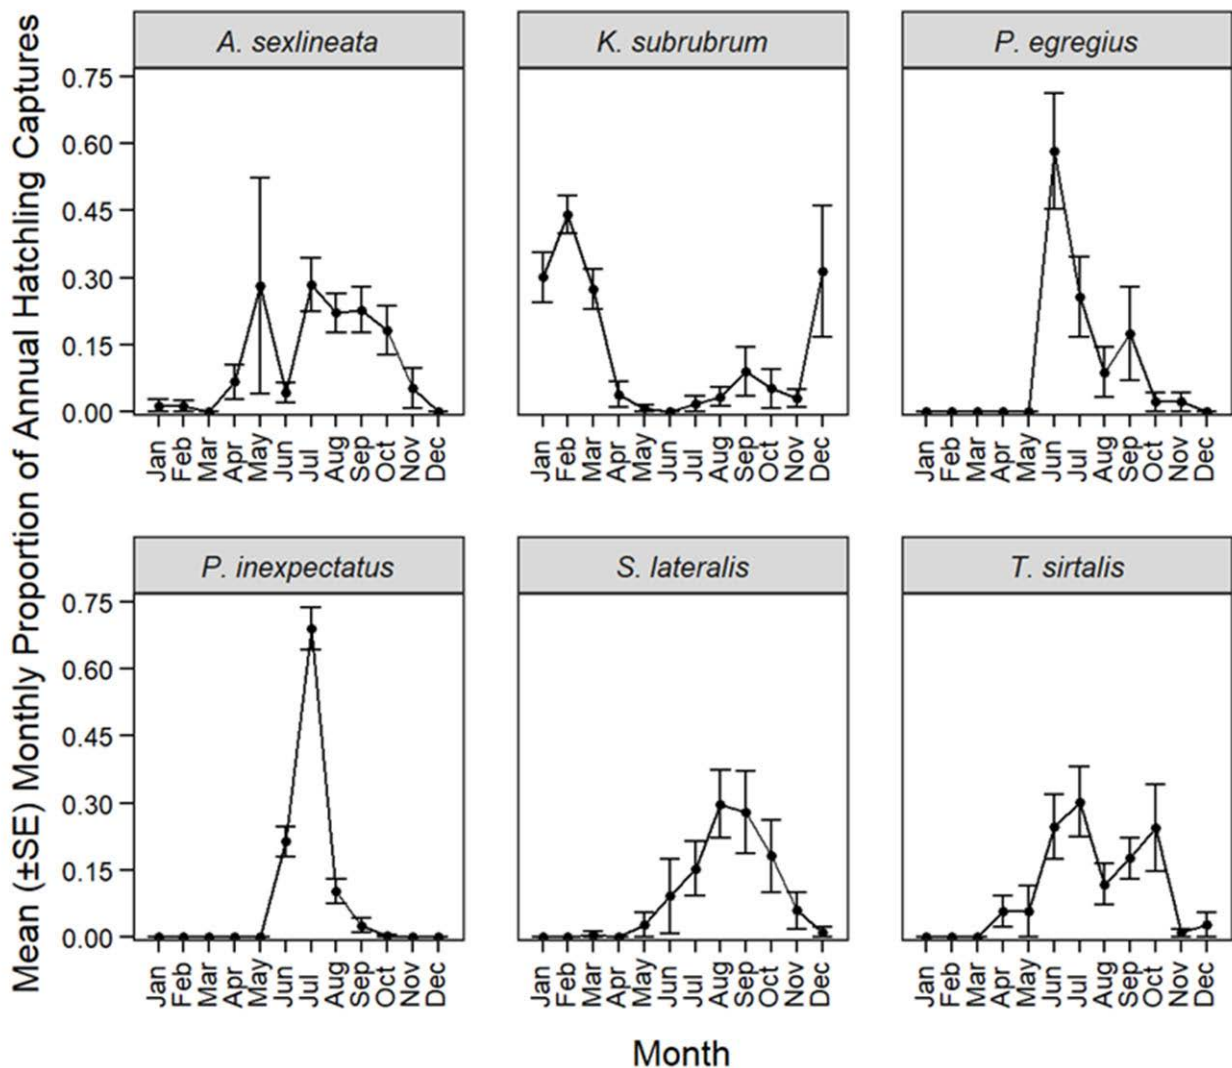 Mean (±SE) Monthly Proportion of Annual Hatchling Captures
A. sexlineata
K. subrubrum
P. egregius
0.75
0.60
0.45
0.30
0.15
0.00
Jan Feb Mar Apr May Jun Jul Aug Sep Oct Nov Dec
Jan Feb Mar Apr May Jun Jul Aug Sep Oct Nov Dec
Jan Feb Mar Apr May Jun Jul Aug Sep Oct Nov Dec
P. inexpectatus
S. lateralis
T. sirtalis
0.75
0.60
0.45
0.30
0.15
0.00
Jan Feb Mar Apr May Jun Jul Aug Sep Oct Nov Dec
Jan Feb Mar Apr May Jun Jul Aug Sep Oct Nov Dec
Jan Feb Mar Apr May Jun Jul Aug Sep Oct Nov Dec
Month